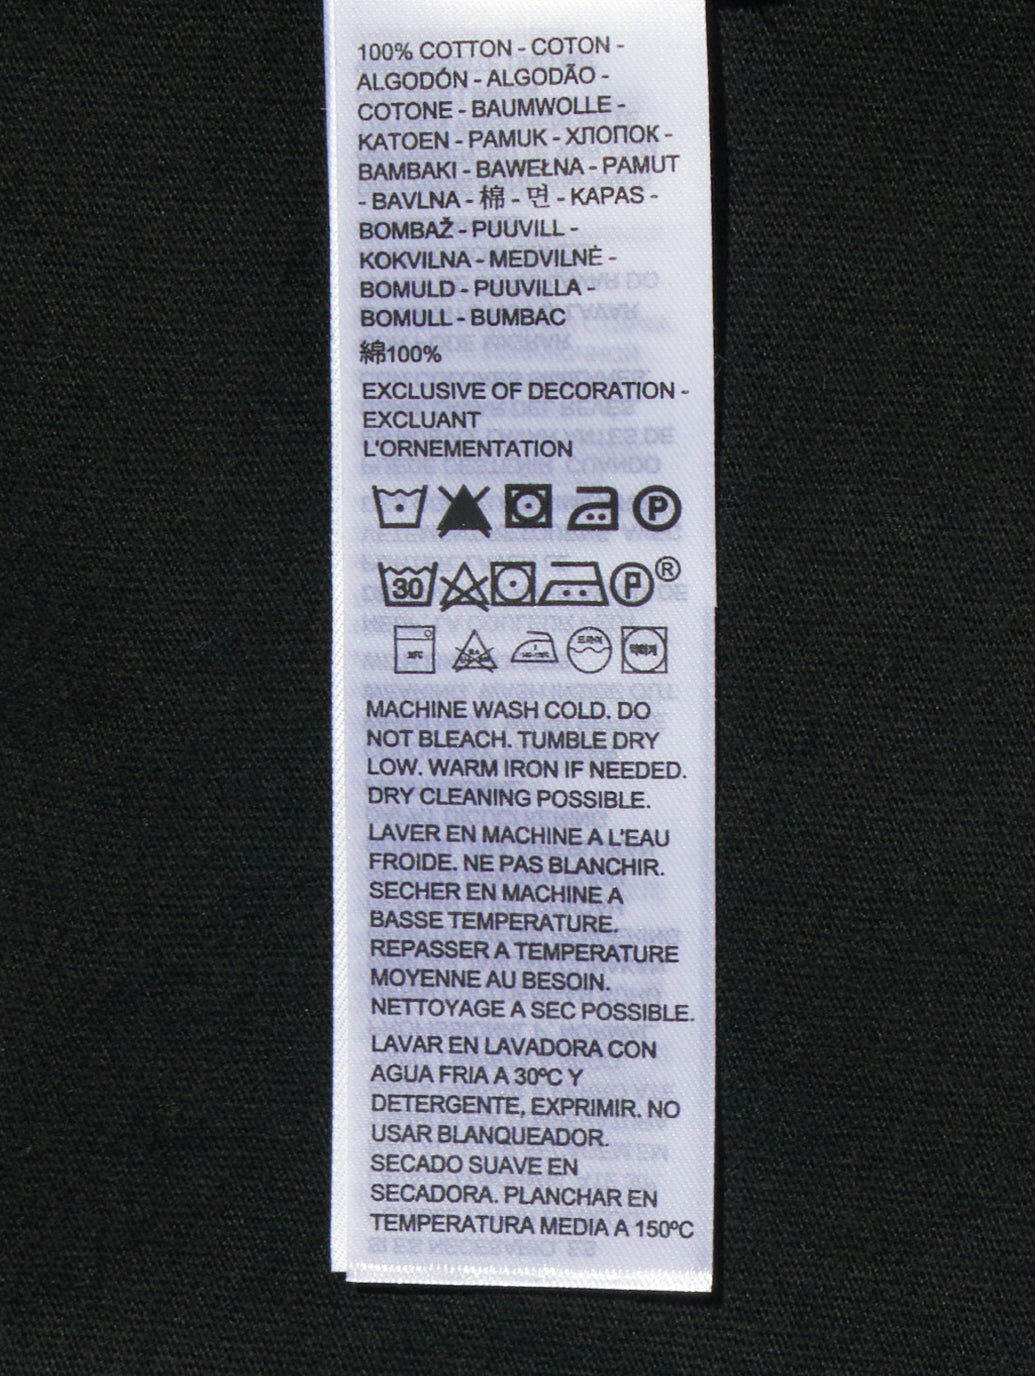 100% COTTON - COTON -
ALGODÓN - ALGODÃO -
COTONE - BAUMWOLLE -
KATOEN - PAMUK - ХЛОПОК -
BAMBAKI - BAWEŁNA - PAMUT
- BAVLNA - 棉 - 면 - KAPAS -
BOMBAŽ - PUUVILL -
KOKVILNA - MEDVILNĖ -
BOMULD - PUUVILLA -
BOMULL - BUMBAC
綿100%
EXCLUSIVE OF DECORATION -
EXCLUANT
L'ORNEMENTATION
P
30 P ®
드라이
MACHINE WASH COLD. DO
NOT BLEACH. TUMBLE DRY
LOW. WARM IRON IF NEEDED.
DRY CLEANING POSSIBLE.
LAVER EN MACHINE A L'EAU
FROIDE. NE PAS BLANCHIR.
SECHER EN MACHINE A
BASSE TEMPERATURE.
REPASSER A TEMPERATURE
MOYENNE AU BESOIN.
NETTOYAGE A SEC POSSIBLE.
LAVAR EN LAVADORA CON
AGUA FRIA A 30ºC Y
DETERGENTE, EXPRIMIR. NO
USAR BLANQUEADOR.
SECADO SUAVE EN
SECADORA. PLANCHAR EN
TEMPERATURA MEDIA A 150ºC